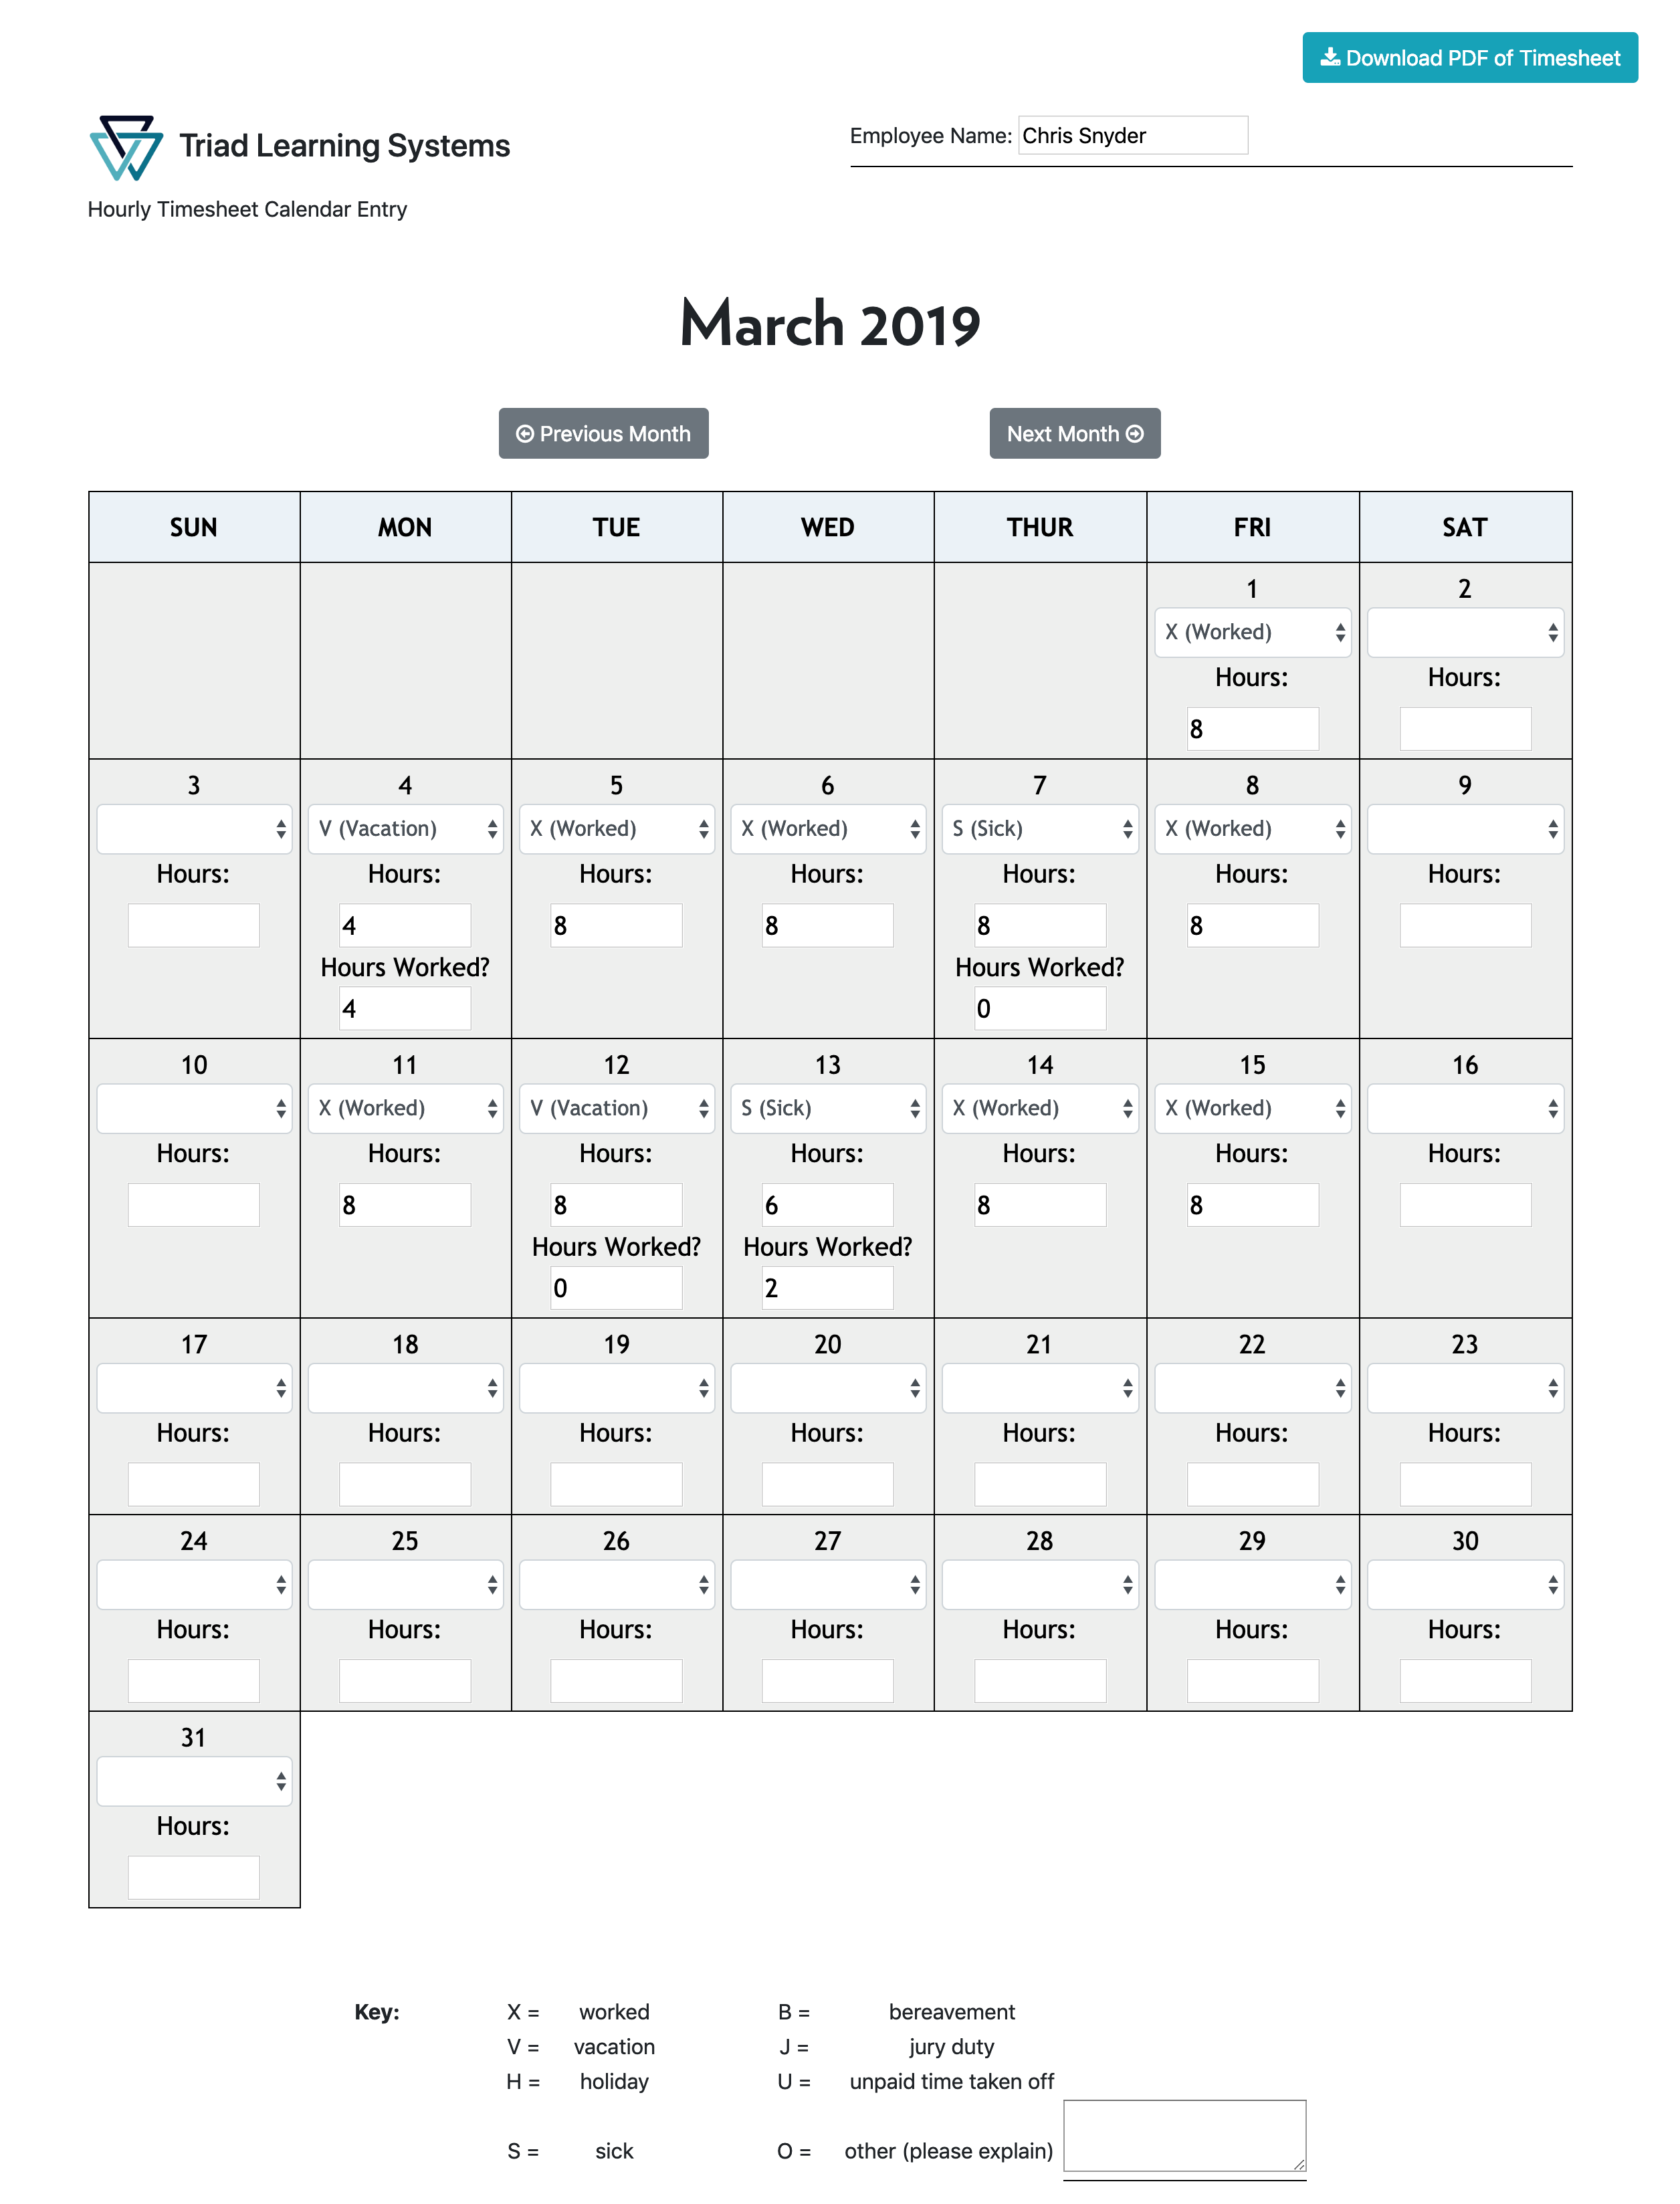 Download PDF of Timesheet
Triad Learning Systems
Employee Name: Chris Snyder
Hourly Timesheet Calendar Entry
March 2019
Previous Month Next Month
SUN MON TUE WED THUR FRI SAT
1 2
X (Worked)
Hours: Hours:
8
3 4 5 6 7 8 9
V (Vacation) X (Worked) X (Worked) S (Sick) X (Worked)
Hours: Hours: Hours: Hours: Hours: Hours: Hours:
4 8 8 8 8
Hours Worked? Hours Worked?
4 0
10 11 12 13 14 15 16
X (Worked) V (Vacation) S (Sick) X (Worked) X (Worked)
Hours: Hours: Hours: Hours: Hours: Hours: Hours:
8 8 6 8 8
Hours Worked? Hours Worked?
0 2
17 18 19 20 21 22 23
Hours: Hours: Hours: Hours: Hours: Hours: Hours:
24 25 26 27 28 29 30
Hours: Hours: Hours: Hours: Hours: Hours: Hours:
31
Hours:
Key: X = worked B = bereavement
V = vacation J = jury duty
H = holiday U = unpaid time taken off
S = sick O = other (please explain)